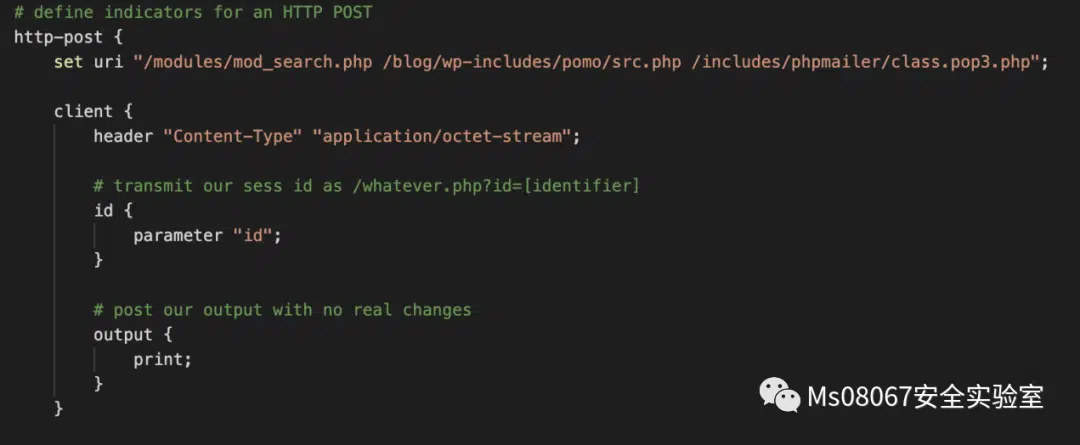 # define indicators for an HTTP POST
http-post {
    set uri "/modules/mod_search.php /blog/wp-includes/pomo/src.php /includes/phpmailer/class.pop3.php";

    client {
        header "Content-Type" "application/octet-stream";

        # transmit our sess id as /whatever.php?id=[identifier]
        id {
            parameter "id";
        }

        # post our output with no real changes
        output {
            print;
        }
    }
Ms08067安全实验室